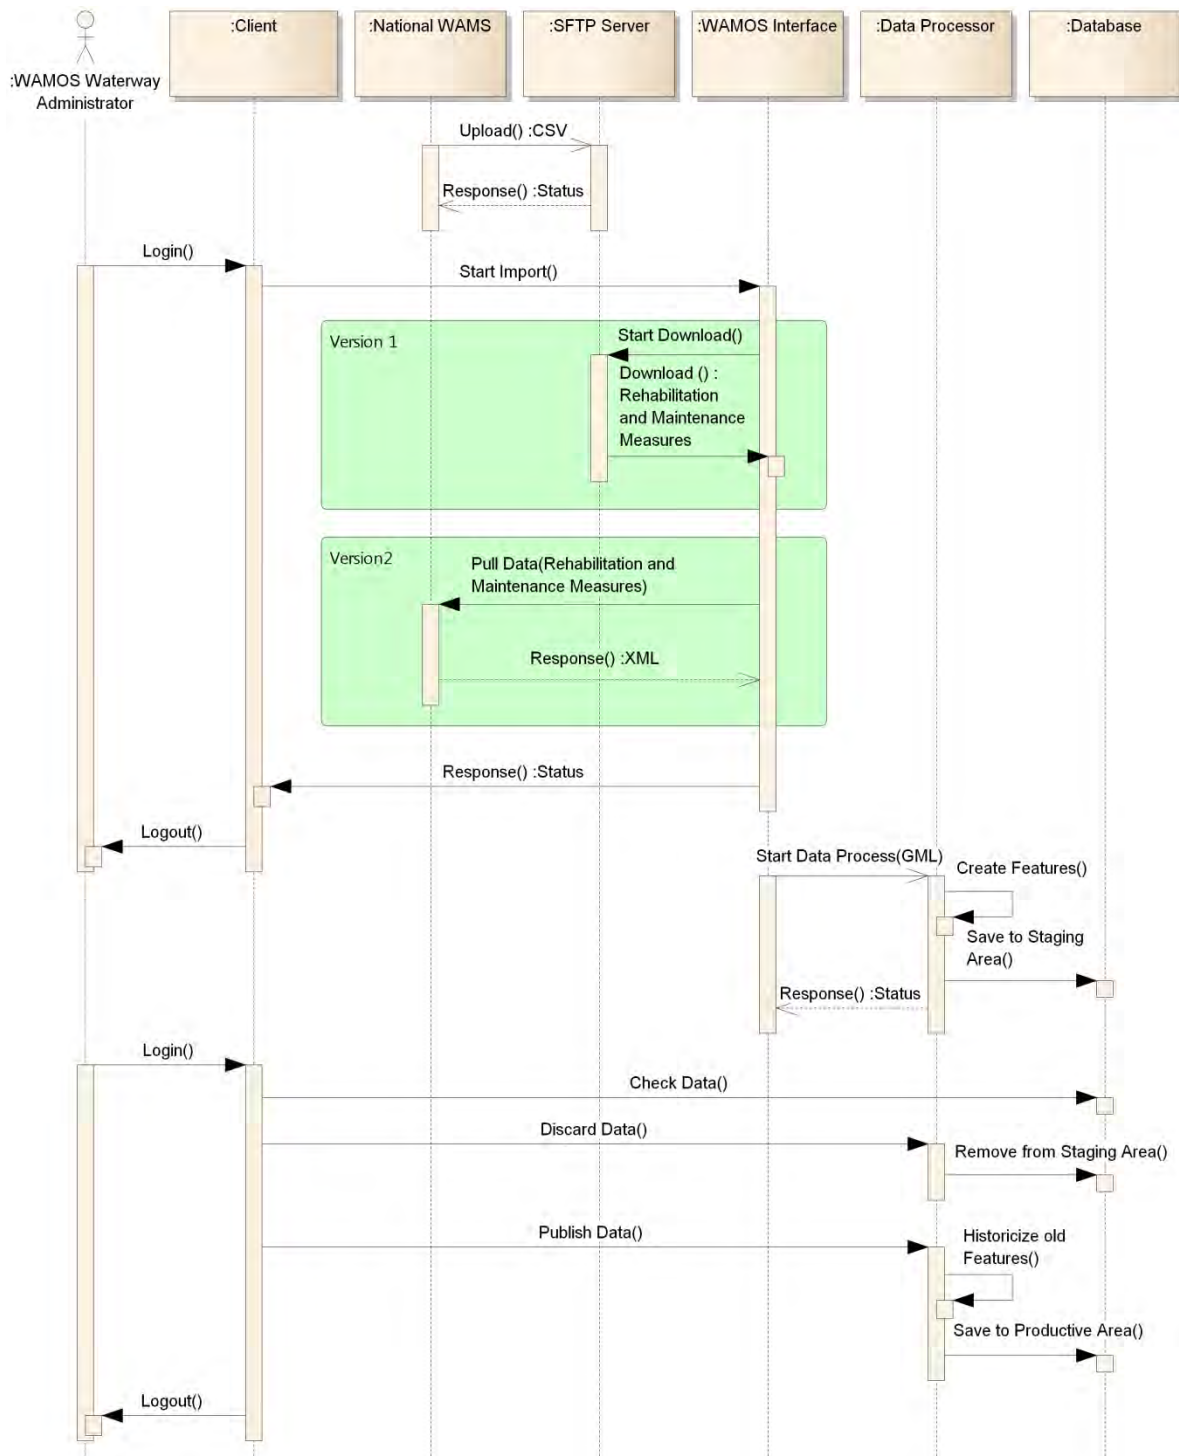 :Client
:National WAMS
:SFTP Server
:WAMOS Interface
:Data Processor
:Database
:WAMOS Waterway
Administrator
Upload() :CSV
Response() :Status
Login()
Start Import()
Version 1
Start Download()
Download () :
Rehabilitation
and Maintenance
Measures
Version2
Pull Data(Rehabilitation and
Maintenance Measures)
Response() :XML
Response() :Status
Logout()
Start Data Process(GML)
Create Features()
Save to Staging
Area()
Response() :Status
Login()
Check Data()
Discard Data()
Remove from Staging Area()
Publish Data()
Historicize old
Features()
Save to Productive Area()
Logout()